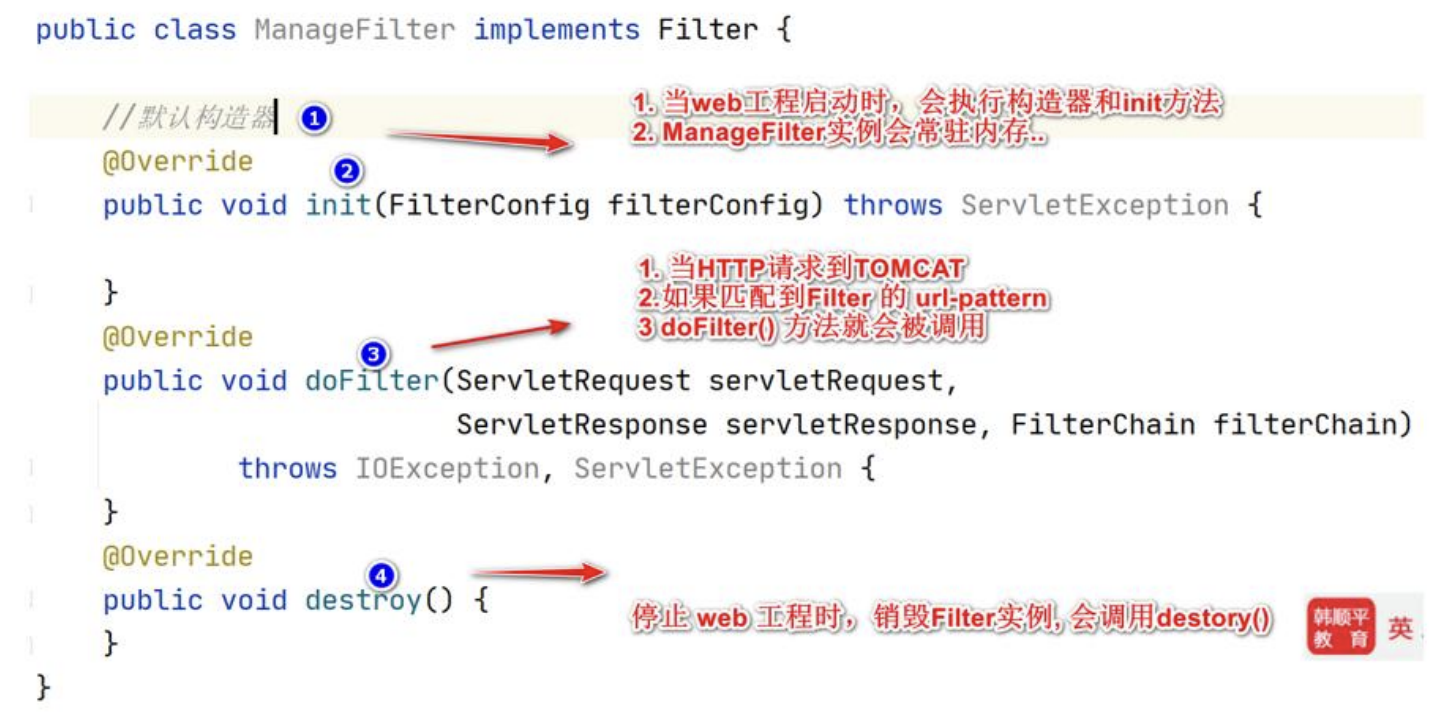 public class ManageFilter implements Filter {
//默认构造器 1
1. 当web工程启动时，会执行构造器和init方法
2. ManageFilter实例会常驻内存..
@Override
2
public void init(FilterConfig filterConfig) throws ServletException {
}
1. 当HTTP请求到TOMCAT
2.如果匹配到Filter 的 url-pattern
3 doFilter() 方法就会被调用
@Override
3
public void doFilter(ServletRequest servletRequest,
ServletResponse servletResponse, FilterChain filterChain)
throws IOException, ServletException {
}
@Override
4
public void destroy() {
停止 web 工程时，销毁Filter实例, 会调用destory()
}
}
韩顺平
教 育
英